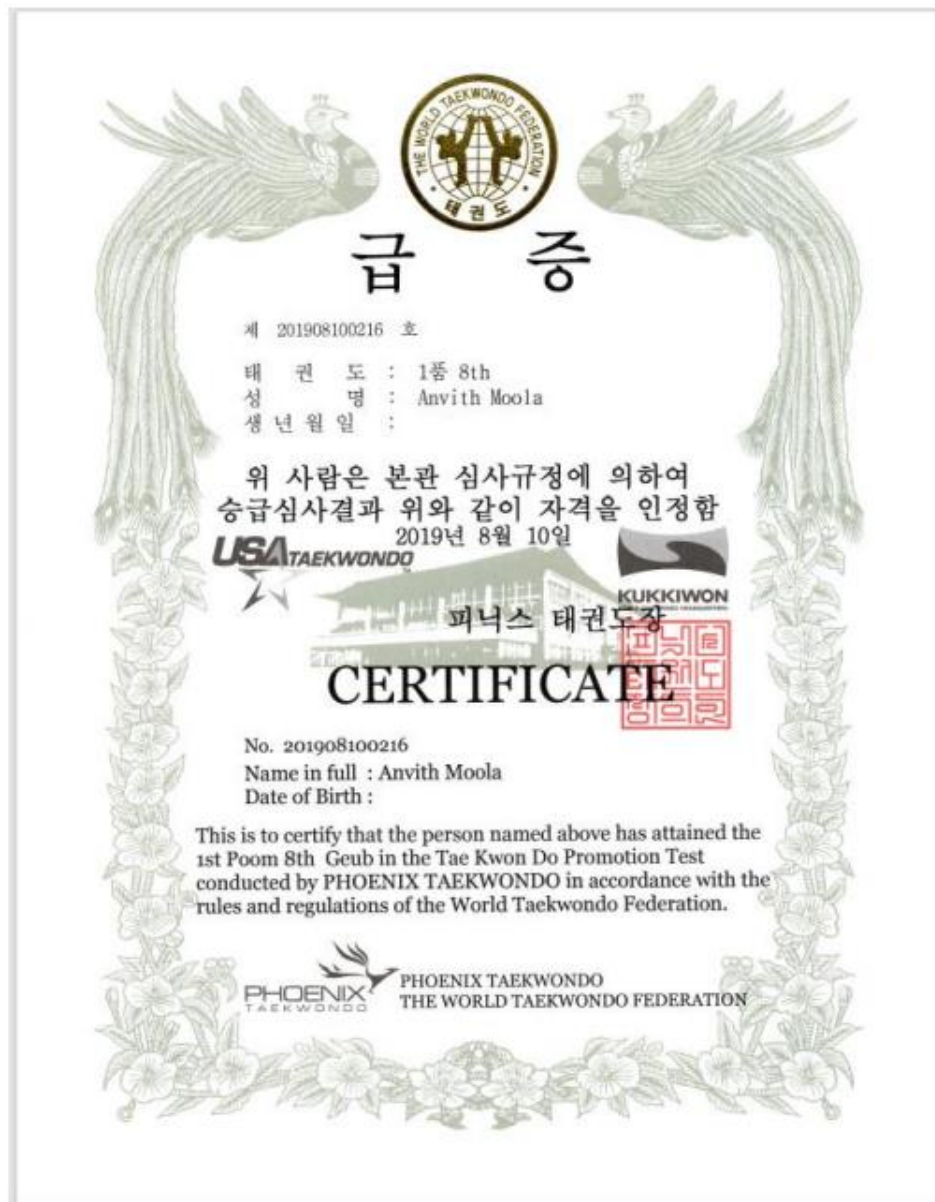 THE WORLD TAEKWONDO FEDERATION
태권도
급 증
제 201908100216 호
태 권 도 : 1품 8th
성 명 : Anvith Moola
생 년 월 일 :
위 사람은 본관 심사규정에 의하여
승급심사결과 위와 같이 자격을 인정함
2019년 8월 10일
USA TAEKWONDO
KUKKIWON
피닉스 태권도장
CERTIFICATE
No. 201908100216
Name in full : Anvith Moola
Date of Birth :
This is to certify that the person named above has attained the
1st Poom 8th Geub in the Tae Kwon Do Promotion Test
conducted by PHOENIX TAEKWONDO in accordance with the
rules and regulations of the World Taekwondo Federation.
PHOENIX
TAEKWONDO
PHOENIX TAEKWONDO
THE WORLD TAEKWONDO FEDERATION